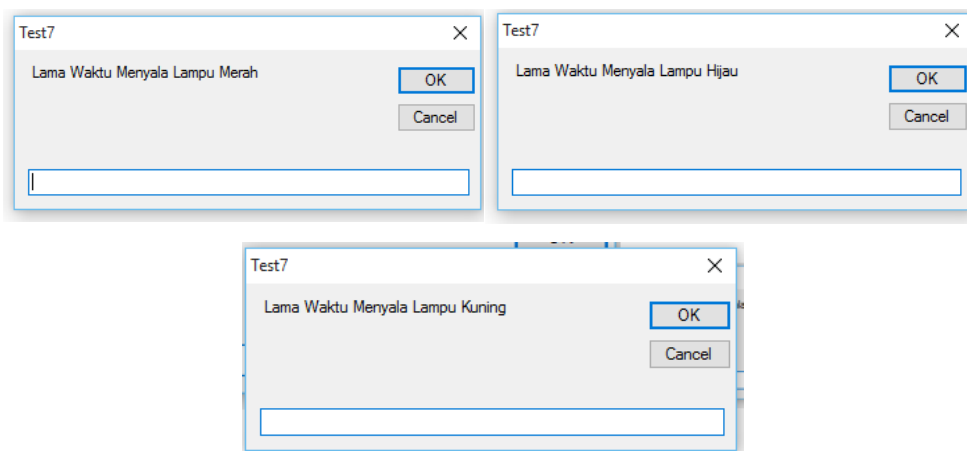 Test7
Lama Waktu Menyala Lampu Merah
OK
Cancel
Test7
Lama Waktu Menyala Lampu Hijau
OK
Cancel
Test7
Lama Waktu Menyala Lampu Kuning
OK
Cancel